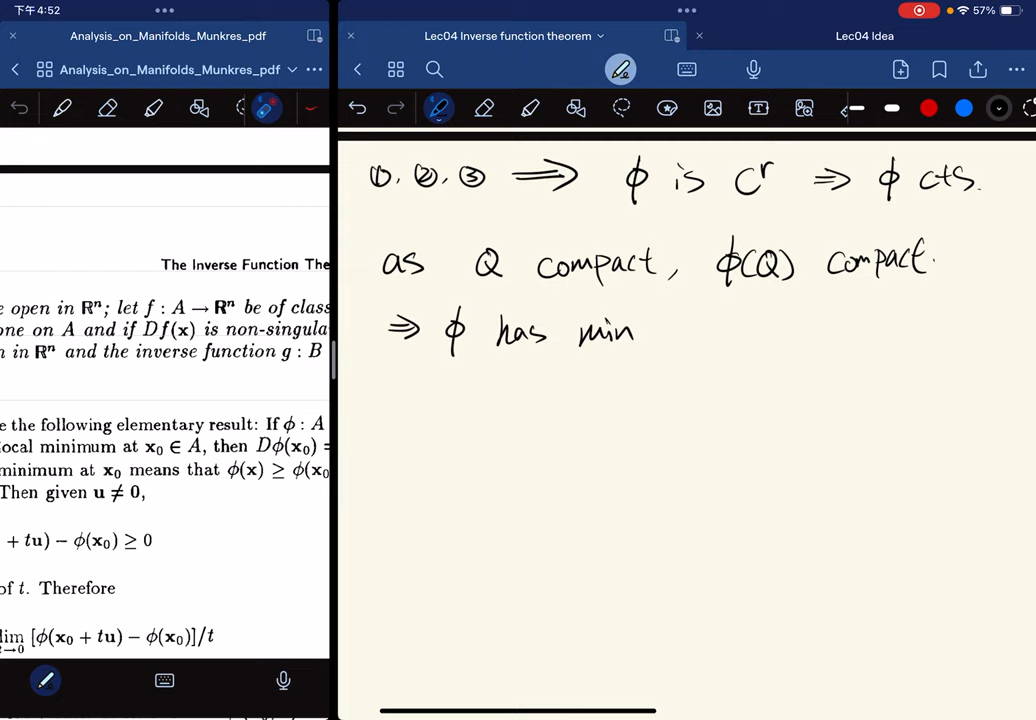 下午4:52
57%
Analysis_on_Manifolds_Munkres_pdf
Lec04 Inverse function theorem
Lec04 Idea
Analysis_on_Manifolds_Munkres_pdf
The Inverse Function The
e open in Rⁿ; let f : A → Rⁿ be of class
one on A and if Df(x) is non-singula
n in Rⁿ and the inverse function g : B
e the following elementary result: If ϕ : A
local minimum at x₀ ∈ A, then Dϕ(x₀) =
minimum at x₀ means that ϕ(x) ≥ ϕ(x₀
Then given u ≠ 0,
+ tu) − ϕ(x₀) ≥ 0
of t. Therefore
lim [ϕ(x₀ + tu) − ϕ(x₀)]/t
→0
①, ②, ③ ⟹ ϕ is Cʳ ⇒ ϕ cts.
as Q compact, ϕ(Q) compact.
⇒ ϕ has min